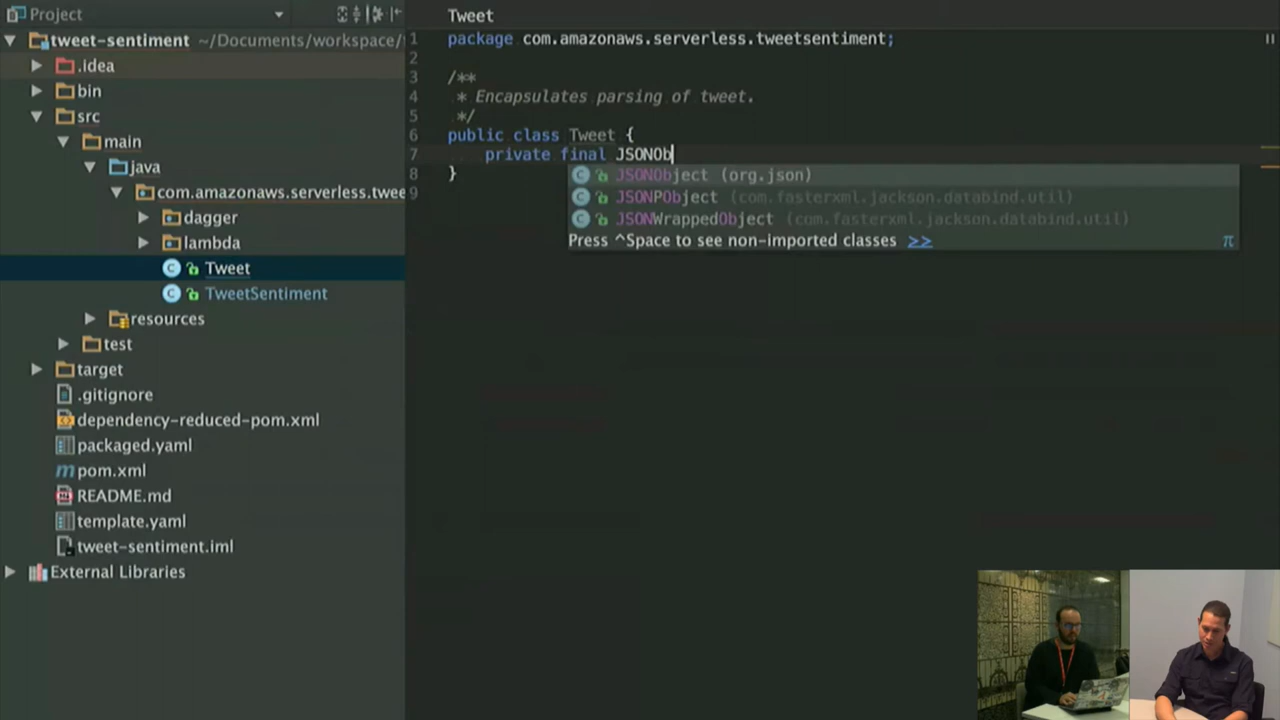 Project
tweet-sentiment ~/Documents/workspace/
.idea
bin
src
main
java
com.amazonaws.serverless.twee
dagger
lambda
Tweet
TweetSentiment
resources
test
target
.gitignore
dependency-reduced-pom.xml
packaged.yaml
pom.xml
README.md
template.yaml
tweet-sentiment.iml
External Libraries
Tweet
1 package com.amazonaws.serverless.tweetsentiment;
2
3 /**
4 * Encapsulates parsing of tweet.
5 */
6 public class Tweet {
7 private final JSONOb
8 }
9
JSONObject (org.json)
JSONPObject (com.fasterxml.jackson.databind.util)
JSONWrappedObject (com.fasterxml.jackson.databind.util)
Press ^Space to see non-imported classes >> π